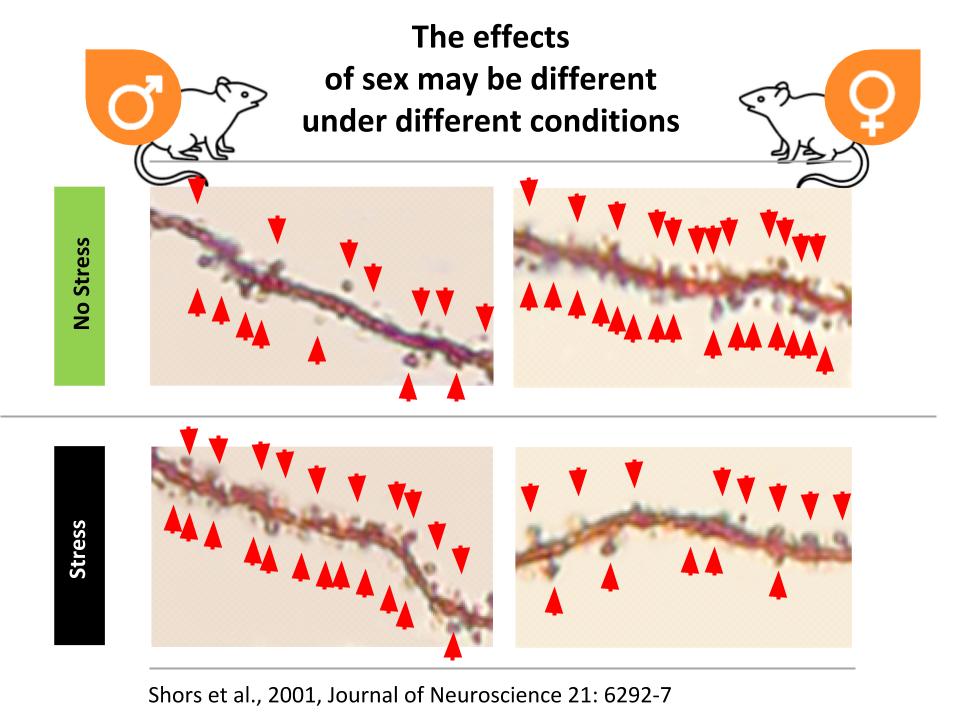 The effects
of sex may be different
under different conditions
No Stress
Stress
Shors et al., 2001, Journal of Neuroscience 21: 6292-7